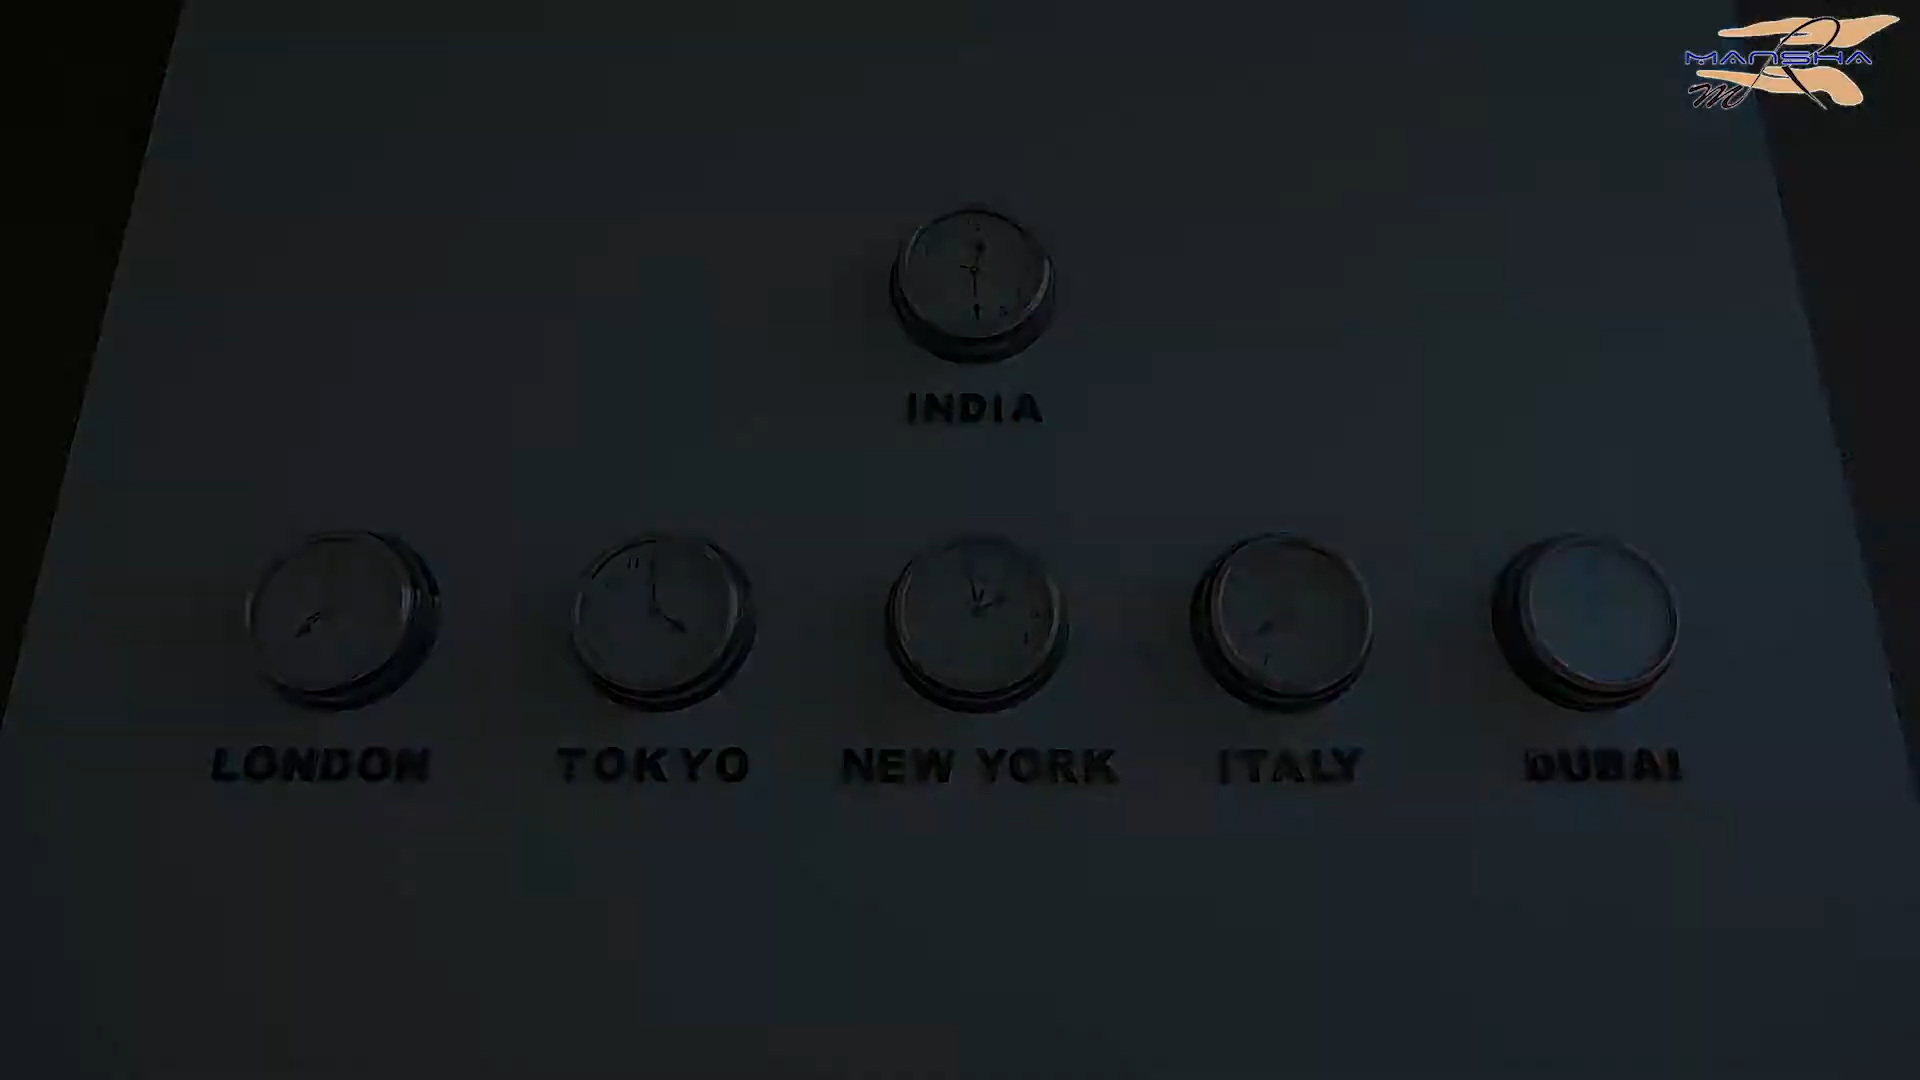 MANSHA
R
m
INDIA
LONDON
TOKYO
NEW YORK
ITALY
DUBAI